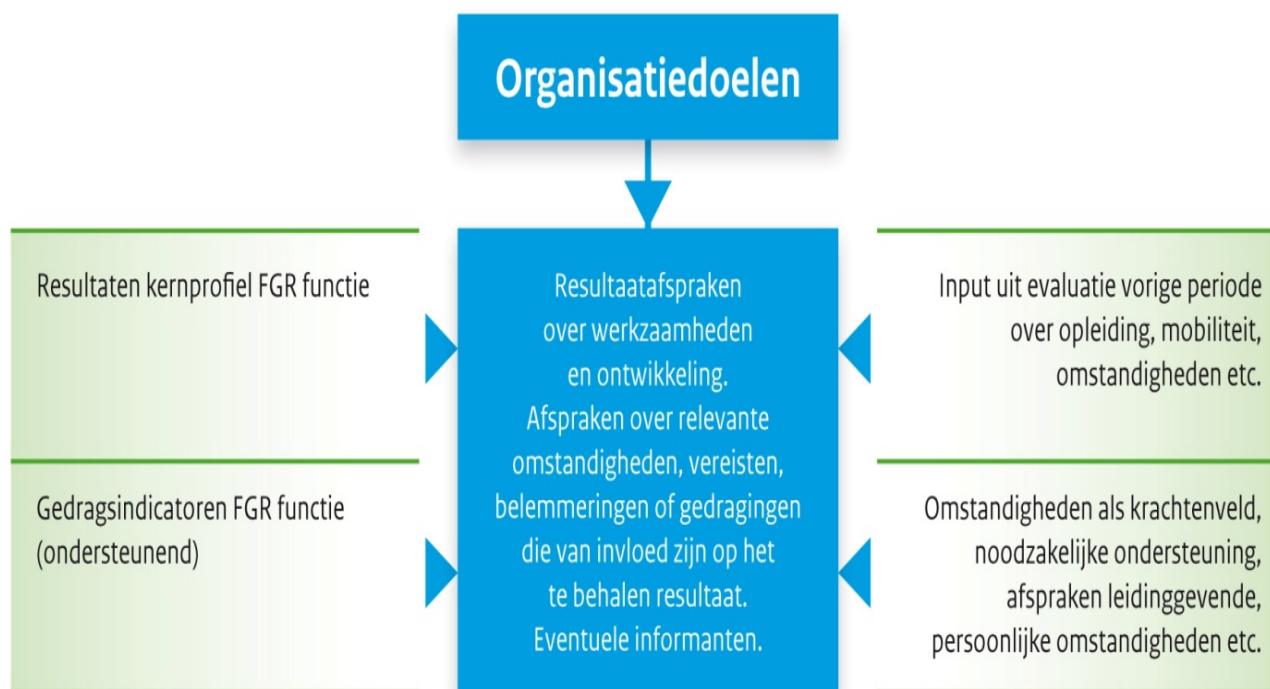 Organisatiedoelen
Resultaten kernprofiel FGR functie
Gedragsindicatoren FGR functie
(ondersteunend)
Resultaatafspraken
over werkzaamheden
en ontwikkeling.
Afspraken over relevante
omstandigheden, vereisten,
belemmeringen of gedragingen
die van invloed zijn op het
te behalen resultaat.
Eventuele informanten.
Input uit evaluatie vorige periode
over opleiding, mobiliteit,
omstandigheden etc.
Omstandigheden als krachtenveld,
noodzakelijke ondersteuning,
afspraken leidinggevende,
persoonlijke omstandigheden etc.